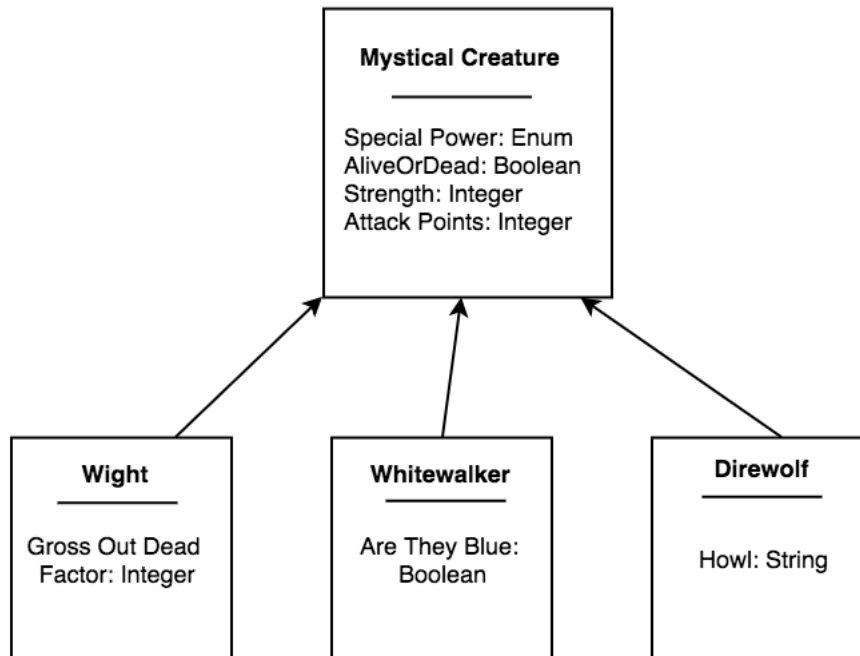 Mystical Creature
Special Power: Enum
AliveOrDead: Boolean
Strength: Integer
Attack Points: Integer
Wight
Gross Out Dead
Factor: Integer
Whitewalker
Are They Blue:
Boolean
Direwolf
Howl: String